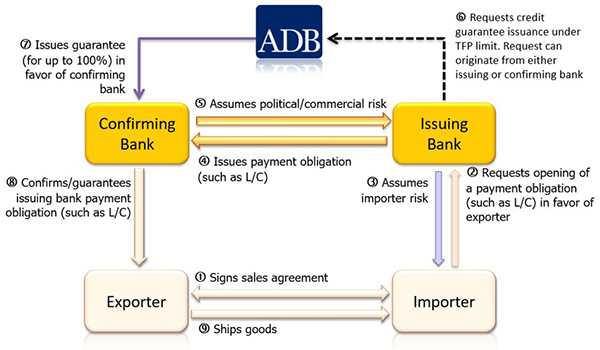 ADB
⑥ Requests credit
guarantee issuance under
TFP limit. Request can
originate from either
issuing or confirming bank
⑦ Issues guarantee
(for up to 100%) in
favor of confirming
bank
⑤ Assumes political/commercial risk
Confirming
Bank
Issuing
Bank
④ Issues payment obligation
(such as L/C)
⑧ Confirms/guarantees
issuing bank payment
obligation (such as L/C)
③ Assumes
importer risk
② Requests opening of
a payment obligation
(such as L/C) in favor of
exporter
① Signs sales agreement
Exporter
Importer
⑨ Ships goods